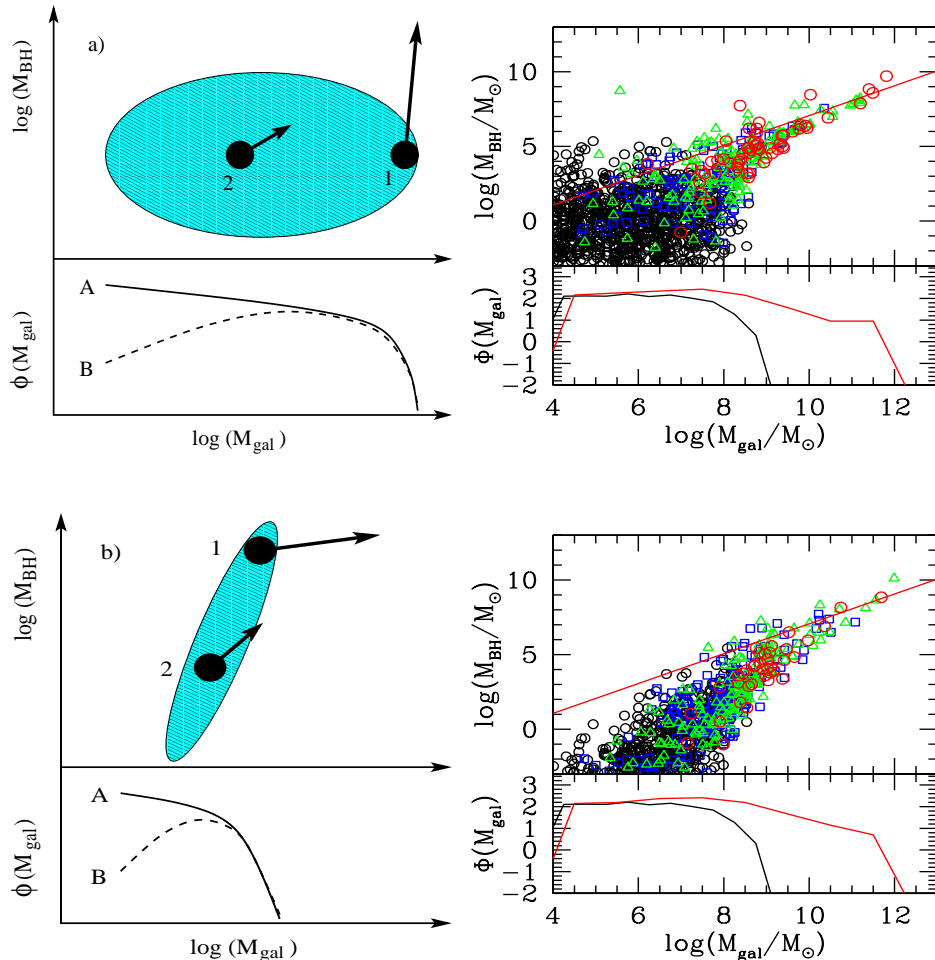 a)
log (M_BH)
2
1
A
B
ϕ (M_gal)
log (M_gal)
log(M_BH/M_⊙)
10
5
0
Φ(M_gal)
3
2
1
0
−1
−2
4 6 8 10 12
log(M_gal/M_⊙)
b)
log (M_BH)
1
2
A
B
ϕ (M_gal)
log (M_gal)
log(M_BH/M_⊙)
10
5
0
Φ(M_gal)
3
2
1
0
−1
−2
4 6 8 10 12
log(M_gal/M_⊙)